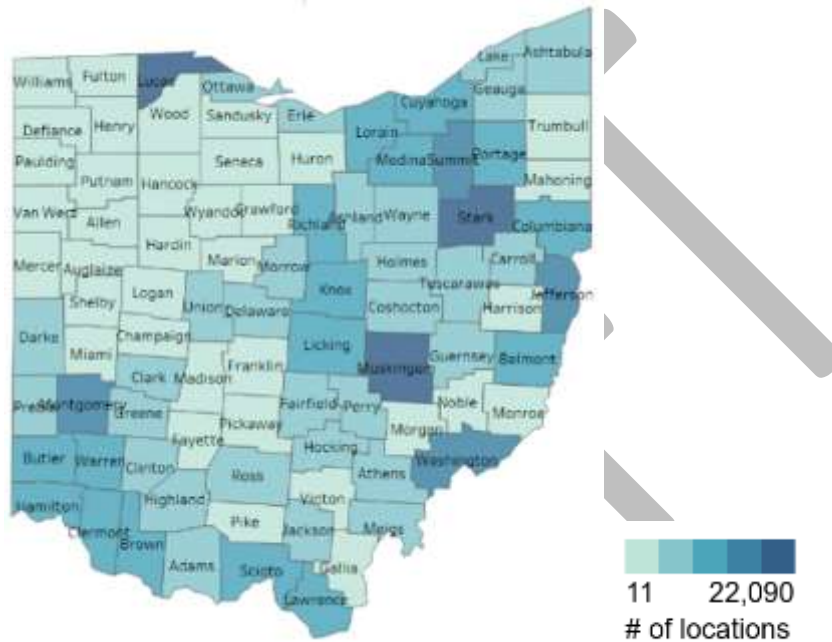 Lake
Ashtabula
Williams
Fulton
Lucas
Ottawa
Geauga
Cuyahoga
Wood
Sandusky
Erie
Defiance
Henry
Lorain
Trumbull
Paulding
Seneca
Huron
Medina
Summit
Portage
Putnam
Hancock
Mahoning
Van Wert
Wyandot
Crawford
Richland
Ashland
Wayne
Stark
Allen
Columbiana
Hardin
Mercer
Auglaize
Marion
Morrow
Holmes
Carroll
Tuscarawas
Logan
Knox
Shelby
Union
Delaware
Coshocton
Harrison
Jefferson
Darke
Champaign
Miami
Licking
Franklin
Muskingum
Guernsey
Belmont
Clark
Madison
Preble
Montgomery
Greene
Fairfield
Perry
Noble
Monroe
Pickaway
Morgan
Fayette
Hocking
Butler
Warren
Clinton
Washington
Ross
Athens
Highland
Vinton
Hamilton
Pike
Clermont
Jackson
Meigs
Brown
Adams
Scioto
Gallia
Lawrence
11 22,090
# of locations